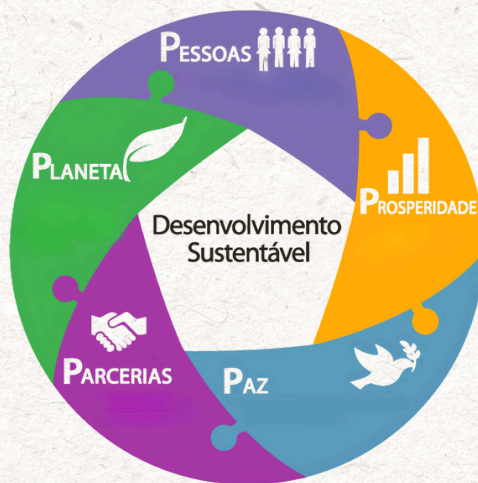 PESSOAS
PLANETA
PROSPERIDADE
Desenvolvimento
Sustentável
PARCERIAS
PAZ